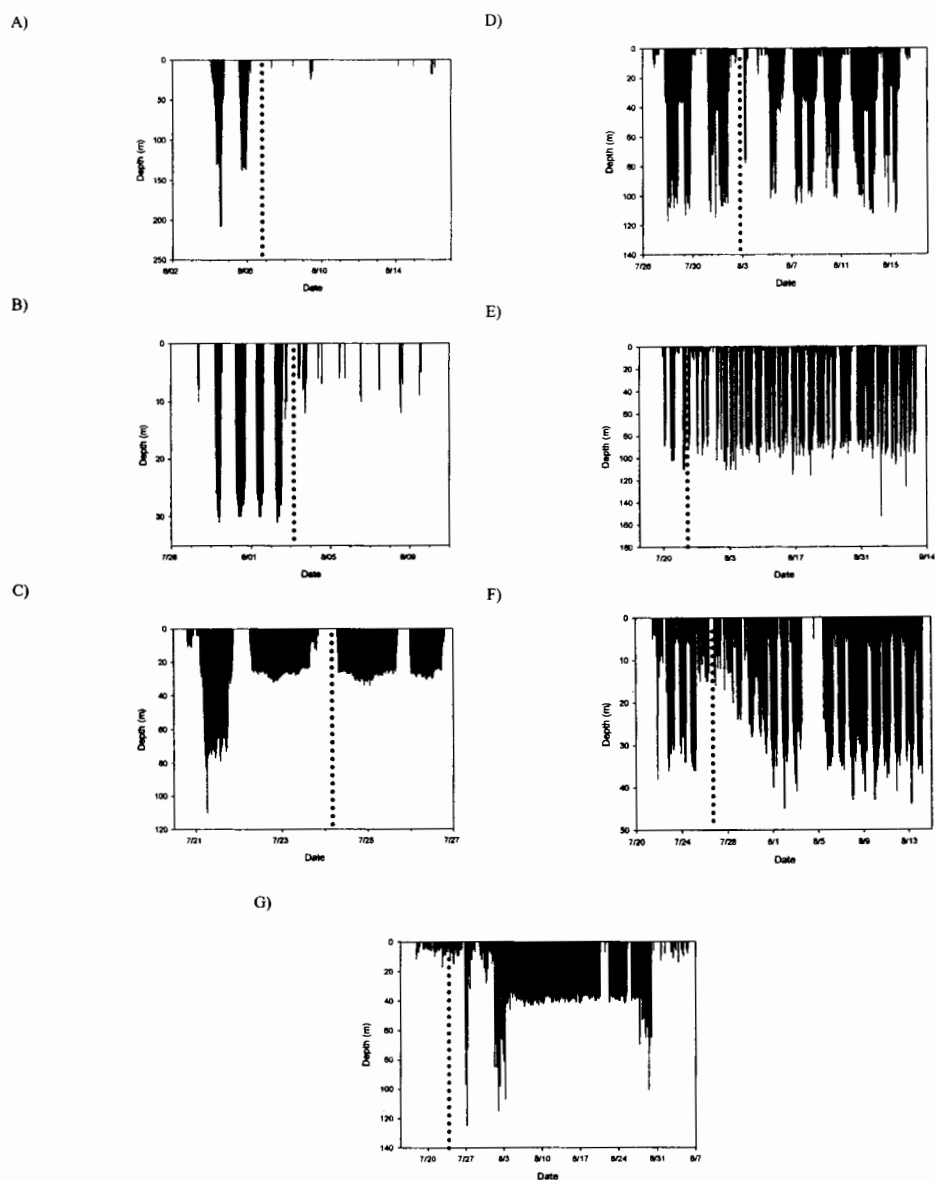 A)
0
50
100
150
200
250
Depth (m)
8/02 8/06 8/10 8/14
Date
B)
0
10
20
30
Depth (m)
7/28 8/01 8/05 8/09
Date
C)
0
20
40
60
80
100
120
Depth (m)
7/21 7/23 7/25 7/27
Date
D)
0
20
40
60
80
100
120
140
Depth (m)
7/26 7/30 8/3 8/7 8/11 8/15
Date
E)
0
20
40
60
80
100
120
140
160
180
Depth (m)
7/20 8/3 8/17 8/31 9/14
Date
F)
0
10
20
30
40
50
Depth (m)
7/20 7/24 7/28 8/1 8/5 8/9 8/13
Date
G)
0
20
40
60
80
100
120
140
Depth (m)
7/20 7/27 8/3 8/10 8/17 8/24 8/31 9/7
Date